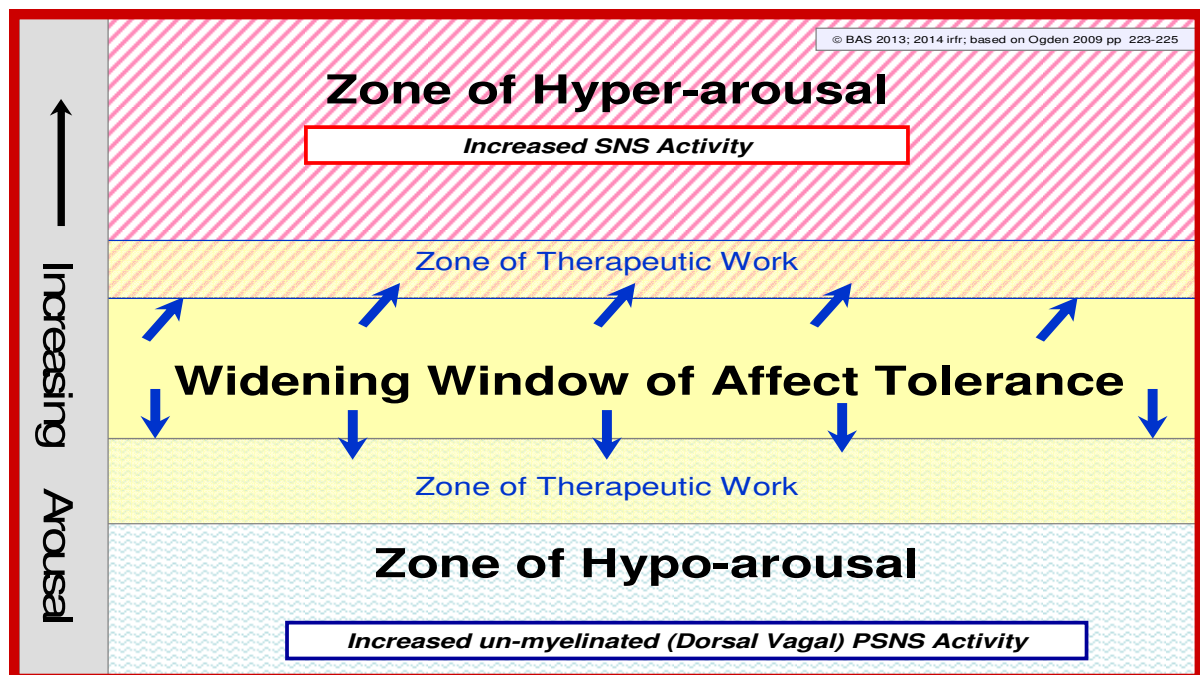 © BAS 2013; 2014 irfr; based on Ogden 2009 pp 223-225
Zone of Hyper-arousal
Increased SNS Activity
Zone of Therapeutic Work
Widening Window of Affect Tolerance
Zone of Therapeutic Work
Zone of Hypo-arousal
Increased un-myelinated (Dorsal Vagal) PSNS Activity
Increasing Arousal